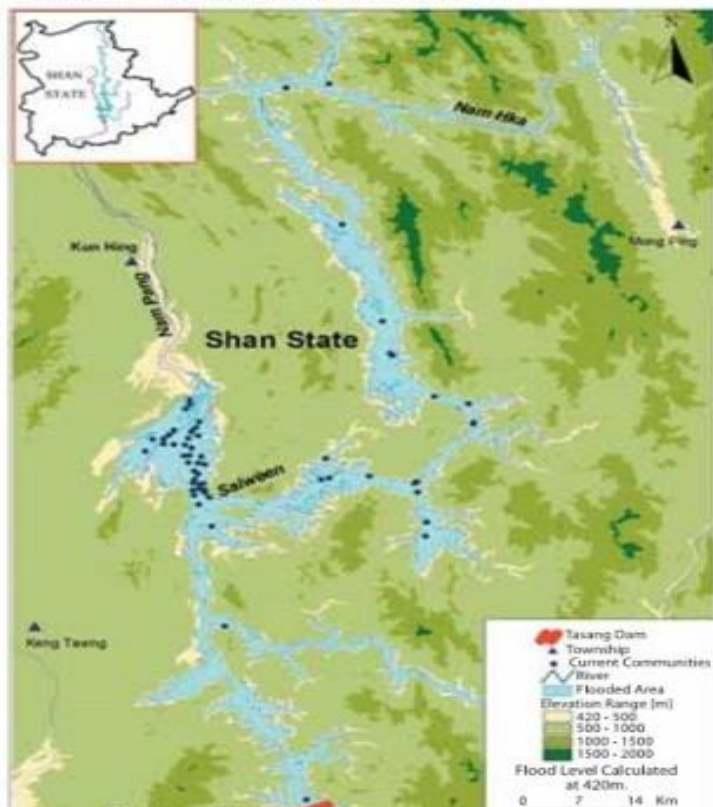 SHAN
STATE
N
Nam Hka
Mong Ping
Kun Hing
Nam Pang
Shan State
Salween
Keng Tawng
Tasang Dam
Township
Current Communities
River
Flooded Area
Elevation Range [m]
420 - 500
500 - 1000
1000 - 1500
1500 - 2000
Flood Level Calculated
at 420m.
0 7 14 Km